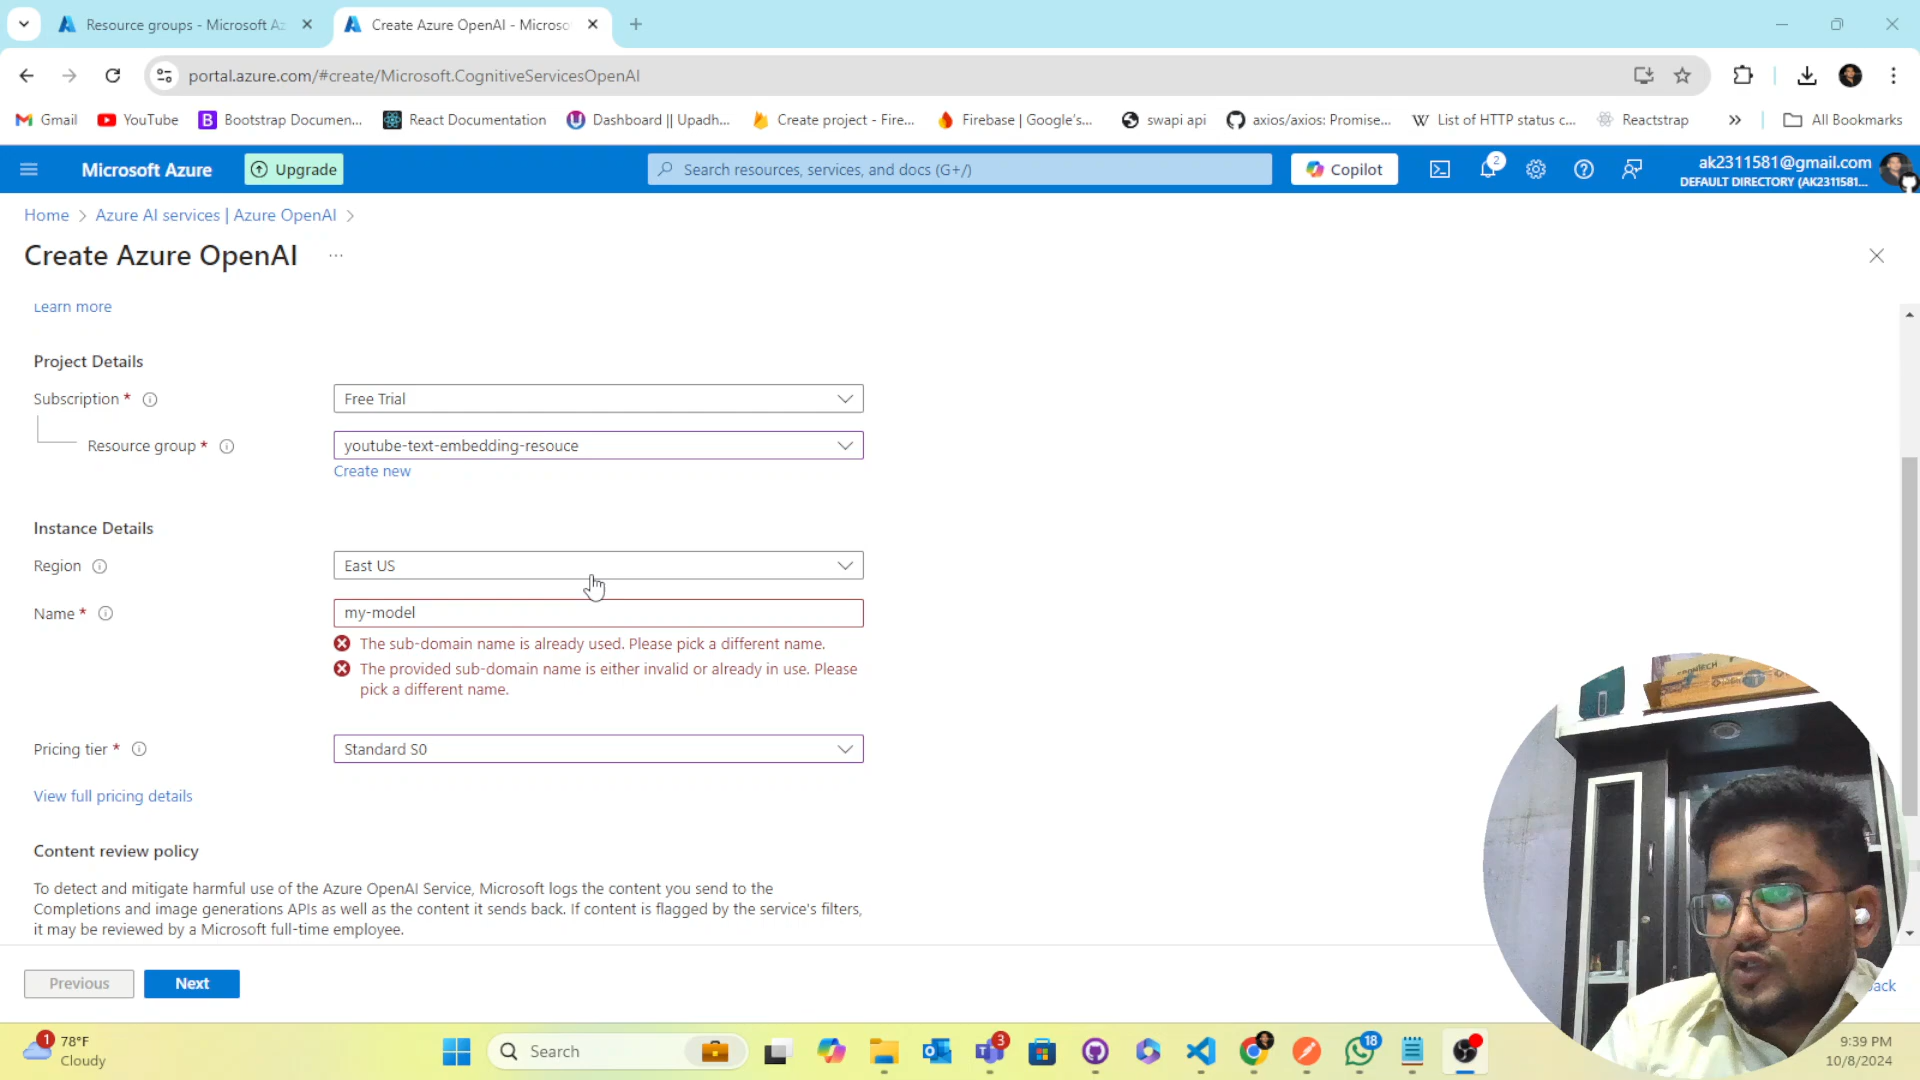 Resource groups - Microsoft Az
Create Azure OpenAI - Microsof
portal.azure.com/#create/Microsoft.CognitiveServicesOpenAI
Gmail
YouTube
Bootstrap Documen...
React Documentation
Dashboard || Upadh...
Create project - Fire...
Firebase | Google's...
swapi api
axios/axios: Promise...
List of HTTP status c...
Reactstrap
All Bookmarks
Microsoft Azure
Upgrade
Search resources, services, and docs (G+/)
Copilot
2
ak2311581@gmail.com
DEFAULT DIRECTORY (AK2311581...
Home > Azure AI services | Azure OpenAI >
Create Azure OpenAI ...
Learn more
Project Details
Subscription *
Free Trial
Resource group *
youtube-text-embedding-resouce
Create new
Instance Details
Region
East US
Name *
my-model
The sub-domain name is already used. Please pick a different name.
The provided sub-domain name is either invalid or already in use. Please
pick a different name.
Pricing tier *
Standard S0
View full pricing details
Content review policy
To detect and mitigate harmful use of the Azure OpenAI Service, Microsoft logs the content you send to the
Completions and image generations APIs as well as the content it sends back. If content is flagged by the service's filters,
it may be reviewed by a Microsoft full-time employee.
Previous
Next
ack
1
78°F
Cloudy
Search
3
18
9:39 PM
10/8/2024